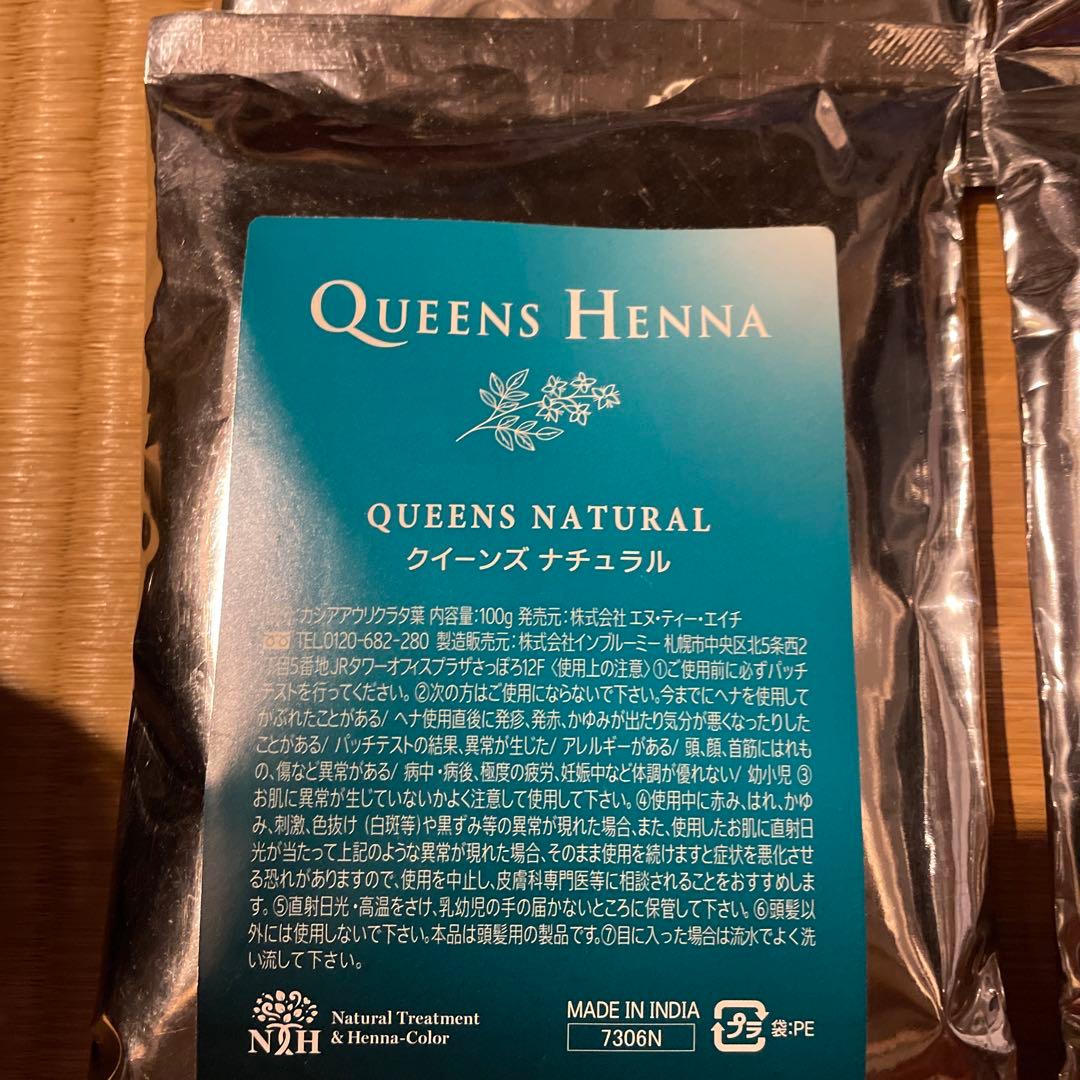 QUEENS HENNA
QUEENS NATURAL
クイーンズ ナチュラル
カシアアウリクラタ葉 内容量:100g 発売元:株式会社 エヌ・ティー・エイチ
TEL.0120-682-280 製造販売元:株式会社インブルーミー 札幌市中央区北5条西2
丁目5番地JRタワーオフィスプラザさっぽろ12F 〈使用上の注意〉①ご使用前に必ずパッチ
テストを行ってください。②次の方はご使用にならないで下さい。今までにヘナを使用して
かぶれたことがある/ ヘナ使用直後に発疹、発赤、かゆみが出たり気分が悪くなったりした
ことがある/ パッチテストの結果、異常が生じた/ アレルギーがある/ 頭、顔、首筋にはれも
の、傷など異常がある/ 病中・病後、極度の疲労、妊娠中など体調が優れない/ 幼小児 ③
お肌に異常が生じていないかよく注意して使用して下さい。④使用中に赤み、はれ、かゆ
み、刺激、色抜け (白斑等)や黒ずみ等の異常が現れた場合、また、使用したお肌に直射日
光が当たって上記のような異常が現れた場合、そのまま使用を続けますと症状を悪化させ
る恐れがありますので、使用を中止し、皮膚科専門医等に相談されることをおすすめしま
す。⑤直射日光・高温をさけ、乳幼児の手の届かないところに保管して下さい。⑥頭髪以
外には使用しないで下さい。本品は頭髪用の製品です。⑦目に入った場合は流水でよく洗
い流して下さい。
NTH
Natural Treatment
& Henna-Color
MADE IN INDIA
7306N
プラ 袋:PE